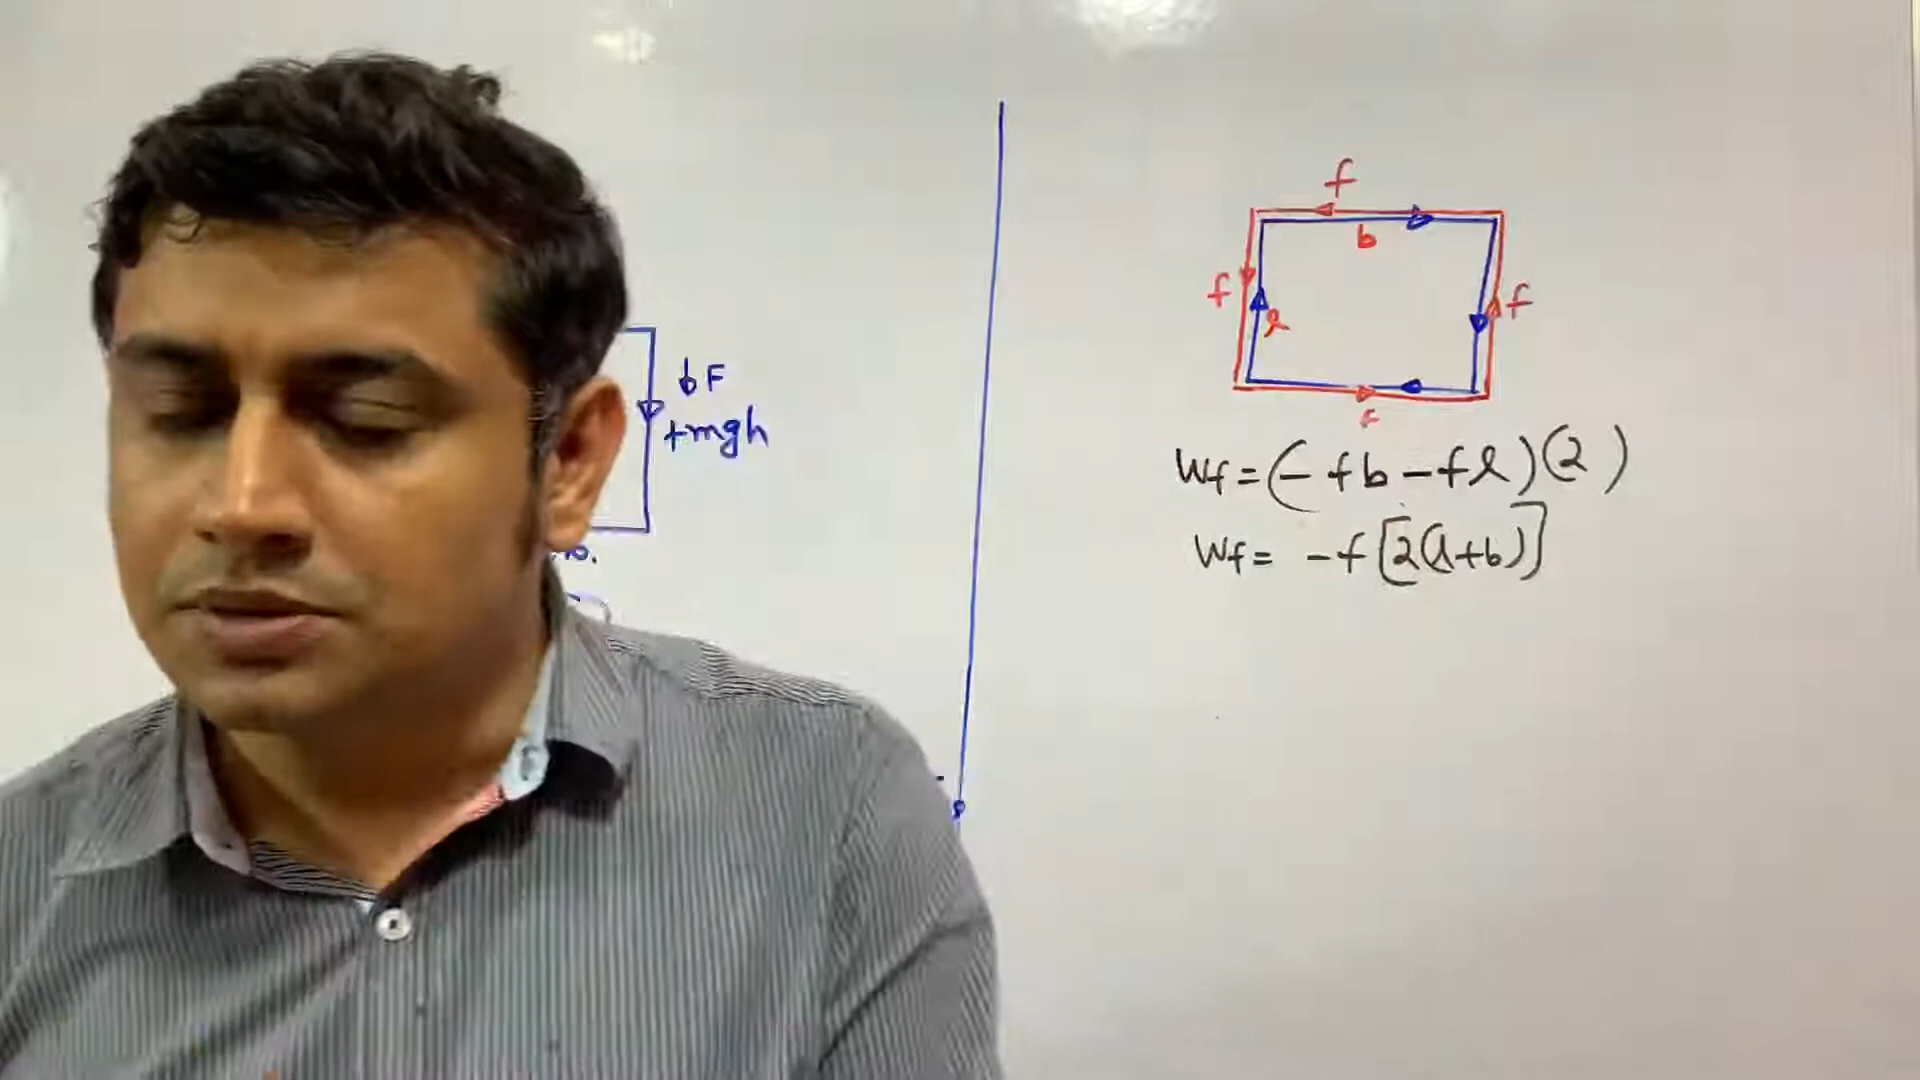 ↓F
+mgh
f
b
f
l
f
f
Wf = (- fb - fl)(2 )
Wf = -f[2(l+b)]